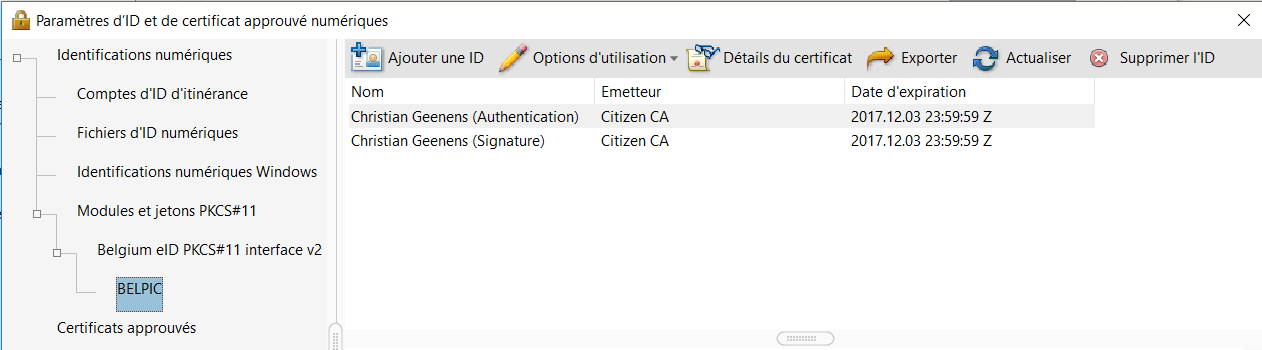 Paramètres d'ID et de certificat approuvé numériques
Identifications numériques
Comptes d'ID d'itinérance
Fichiers d'ID numériques
Identifications numériques Windows
Modules et jetons PKCS#11
Belgium eID PKCS#11 interface v2
BELPIC
Certificats approuvés
Ajouter une ID Options d'utilisation Détails du certificat Exporter Actualiser Supprimer l'ID
Nom Emetteur Date d'expiration
Christian Geenens (Authentication) Citizen CA 2017.12.03 23:59:59 Z
Christian Geenens (Signature) Citizen CA 2017.12.03 23:59:59 Z